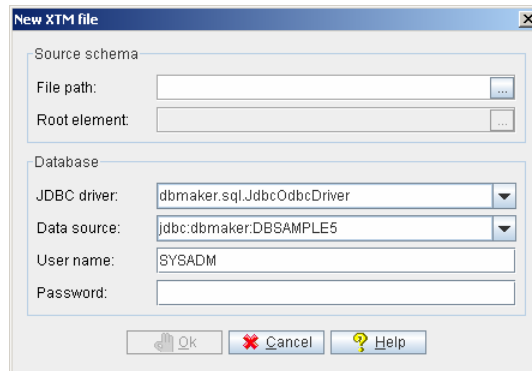 New XTM file
Source schema
File path:
...
Root element:
...
Database
JDBC driver: dbmaker.sql.JdbcOdbcDriver
Data source: jdbc:dbmaker:DBSAMPLE5
User name: SYSADM
Password:
Ok Cancel Help